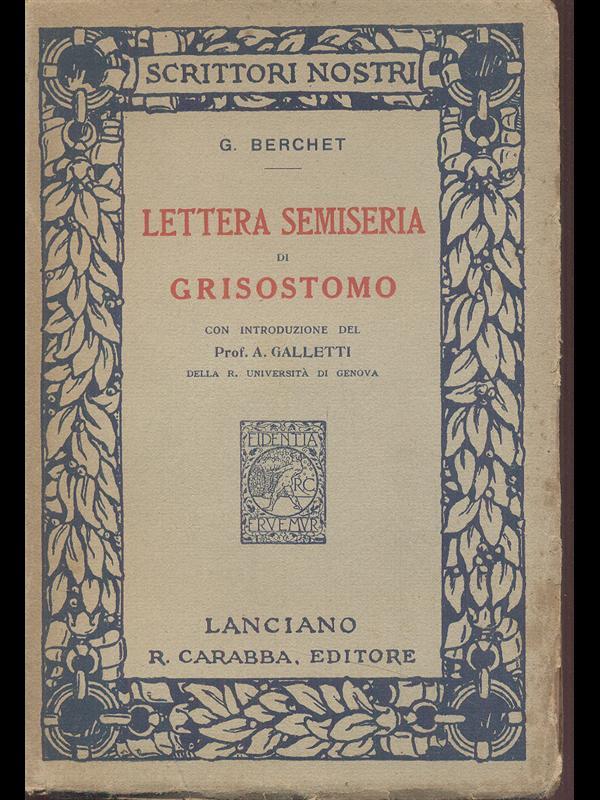 SCRITTORI NOSTRI
G. BERCHET
LETTERA SEMISERIA
DI
GRISOSTOMO
CON INTRODUZIONE DEL
Prof. A. GALLETTI
DELLA R. UNIVERSITÀ DI GENOVA
FIDENTIA
RC
ERVEMVR
LANCIANO
R. CARABBA, EDITORE